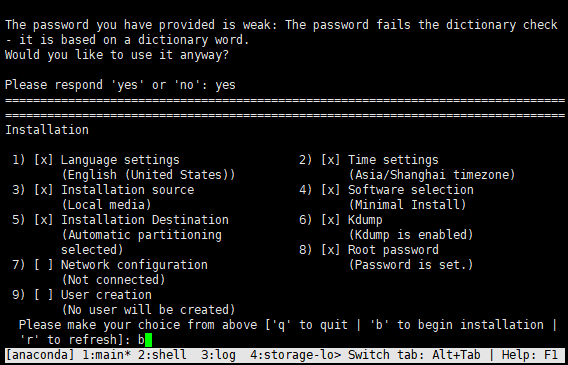 The password you have provided is weak: The password fails the dictionary check
- it is based on a dictionary word.
Would you like to use it anyway?
Please respond 'yes' or 'no': yes
================================================================================
================================================================================
Installation
1) [x] Language settings 2) [x] Time settings
(English (United States)) (Asia/Shanghai timezone)
3) [x] Installation source 4) [x] Software selection
(Local media) (Minimal Install)
5) [x] Installation Destination 6) [x] Kdump
(Automatic partitioning (Kdump is enabled)
selected) 8) [x] Root password
7) [ ] Network configuration (Password is set.)
(Not connected)
9) [ ] User creation
(No user will be created)
Please make your choice from above ['q' to quit | 'b' to begin installation |
'r' to refresh]: b
[anaconda] 1:main* 2:shell 3:log 4:storage-lo> Switch tab: Alt+Tab | Help: F1